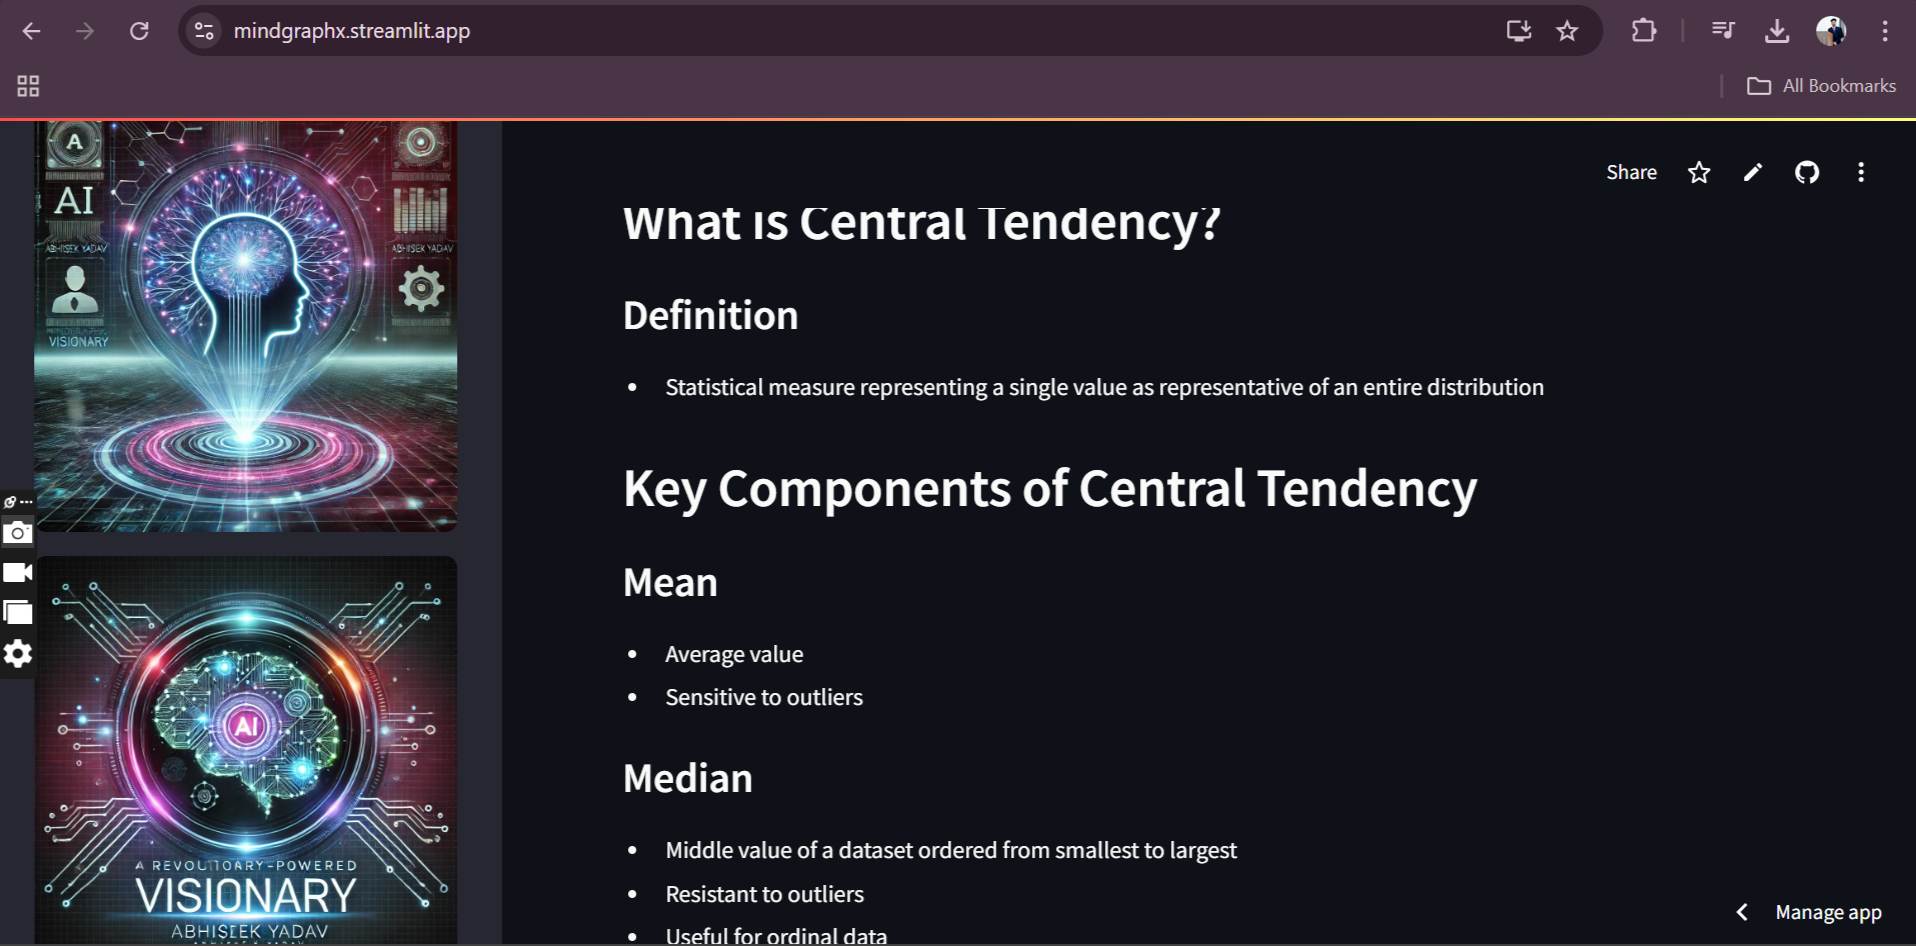 mindgraphx.streamlit.app
All Bookmarks
A
AI
ABHISEK YADAV
ABHISEK YADAV
VISIONARY
AI
A REVOLUTIOARY-POWERED
VISIONARY
ABHISEEK YADAV
Share
What is Central Tendency?
Definition
• Statistical measure representing a single value as representative of an entire distribution
Key Components of Central Tendency
Mean
• Average value
• Sensitive to outliers
Median
• Middle value of a dataset ordered from smallest to largest
• Resistant to outliers
• Useful for ordinal data
Manage app